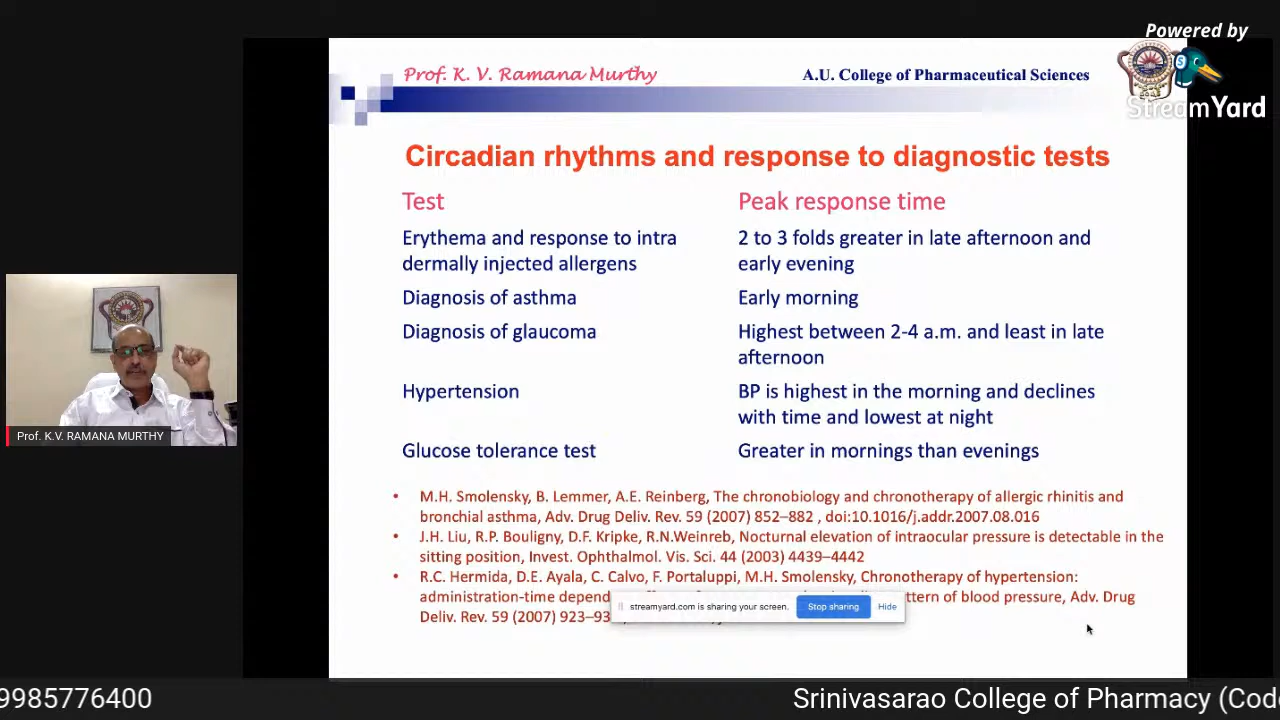 Powered by
StreamYard
Prof. K. V. Ramana Murthy
A.U. College of Pharmaceutical Sciences
Circadian rhythms and response to diagnostic tests
Test Peak response time
Erythema and response to intra 2 to 3 folds greater in late afternoon and
dermally injected allergens early evening
Diagnosis of asthma Early morning
Diagnosis of glaucoma Highest between 2-4 a.m. and least in late
afternoon
Hypertension BP is highest in the morning and declines
with time and lowest at night
Glucose tolerance test Greater in mornings than evenings
• M.H. Smolensky, B. Lemmer, A.E. Reinberg, The chronobiology and chronotherapy of allergic rhinitis and
bronchial asthma, Adv. Drug Deliv. Rev. 59 (2007) 852–882 , doi:10.1016/j.addr.2007.08.016
• J.H. Liu, R.P. Bouligny, D.F. Kripke, R.N.Weinreb, Nocturnal elevation of intraocular pressure is detectable in the
sitting position, Invest. Ophthalmol. Vis. Sci. 44 (2003) 4439–4442
• R.C. Hermida, D.E. Ayala, C. Calvo, F. Portaluppi, M.H. Smolensky, Chronotherapy of hypertension:
administration-time depend pattern of blood pressure, Adv. Drug
Deliv. Rev. 59 (2007) 923–93
streamyard.com is sharing your screen. Stop sharing Hide
Prof. K.V. RAMANA MURTHY
9985776400 Srinivasarao College of Pharmacy (Cod